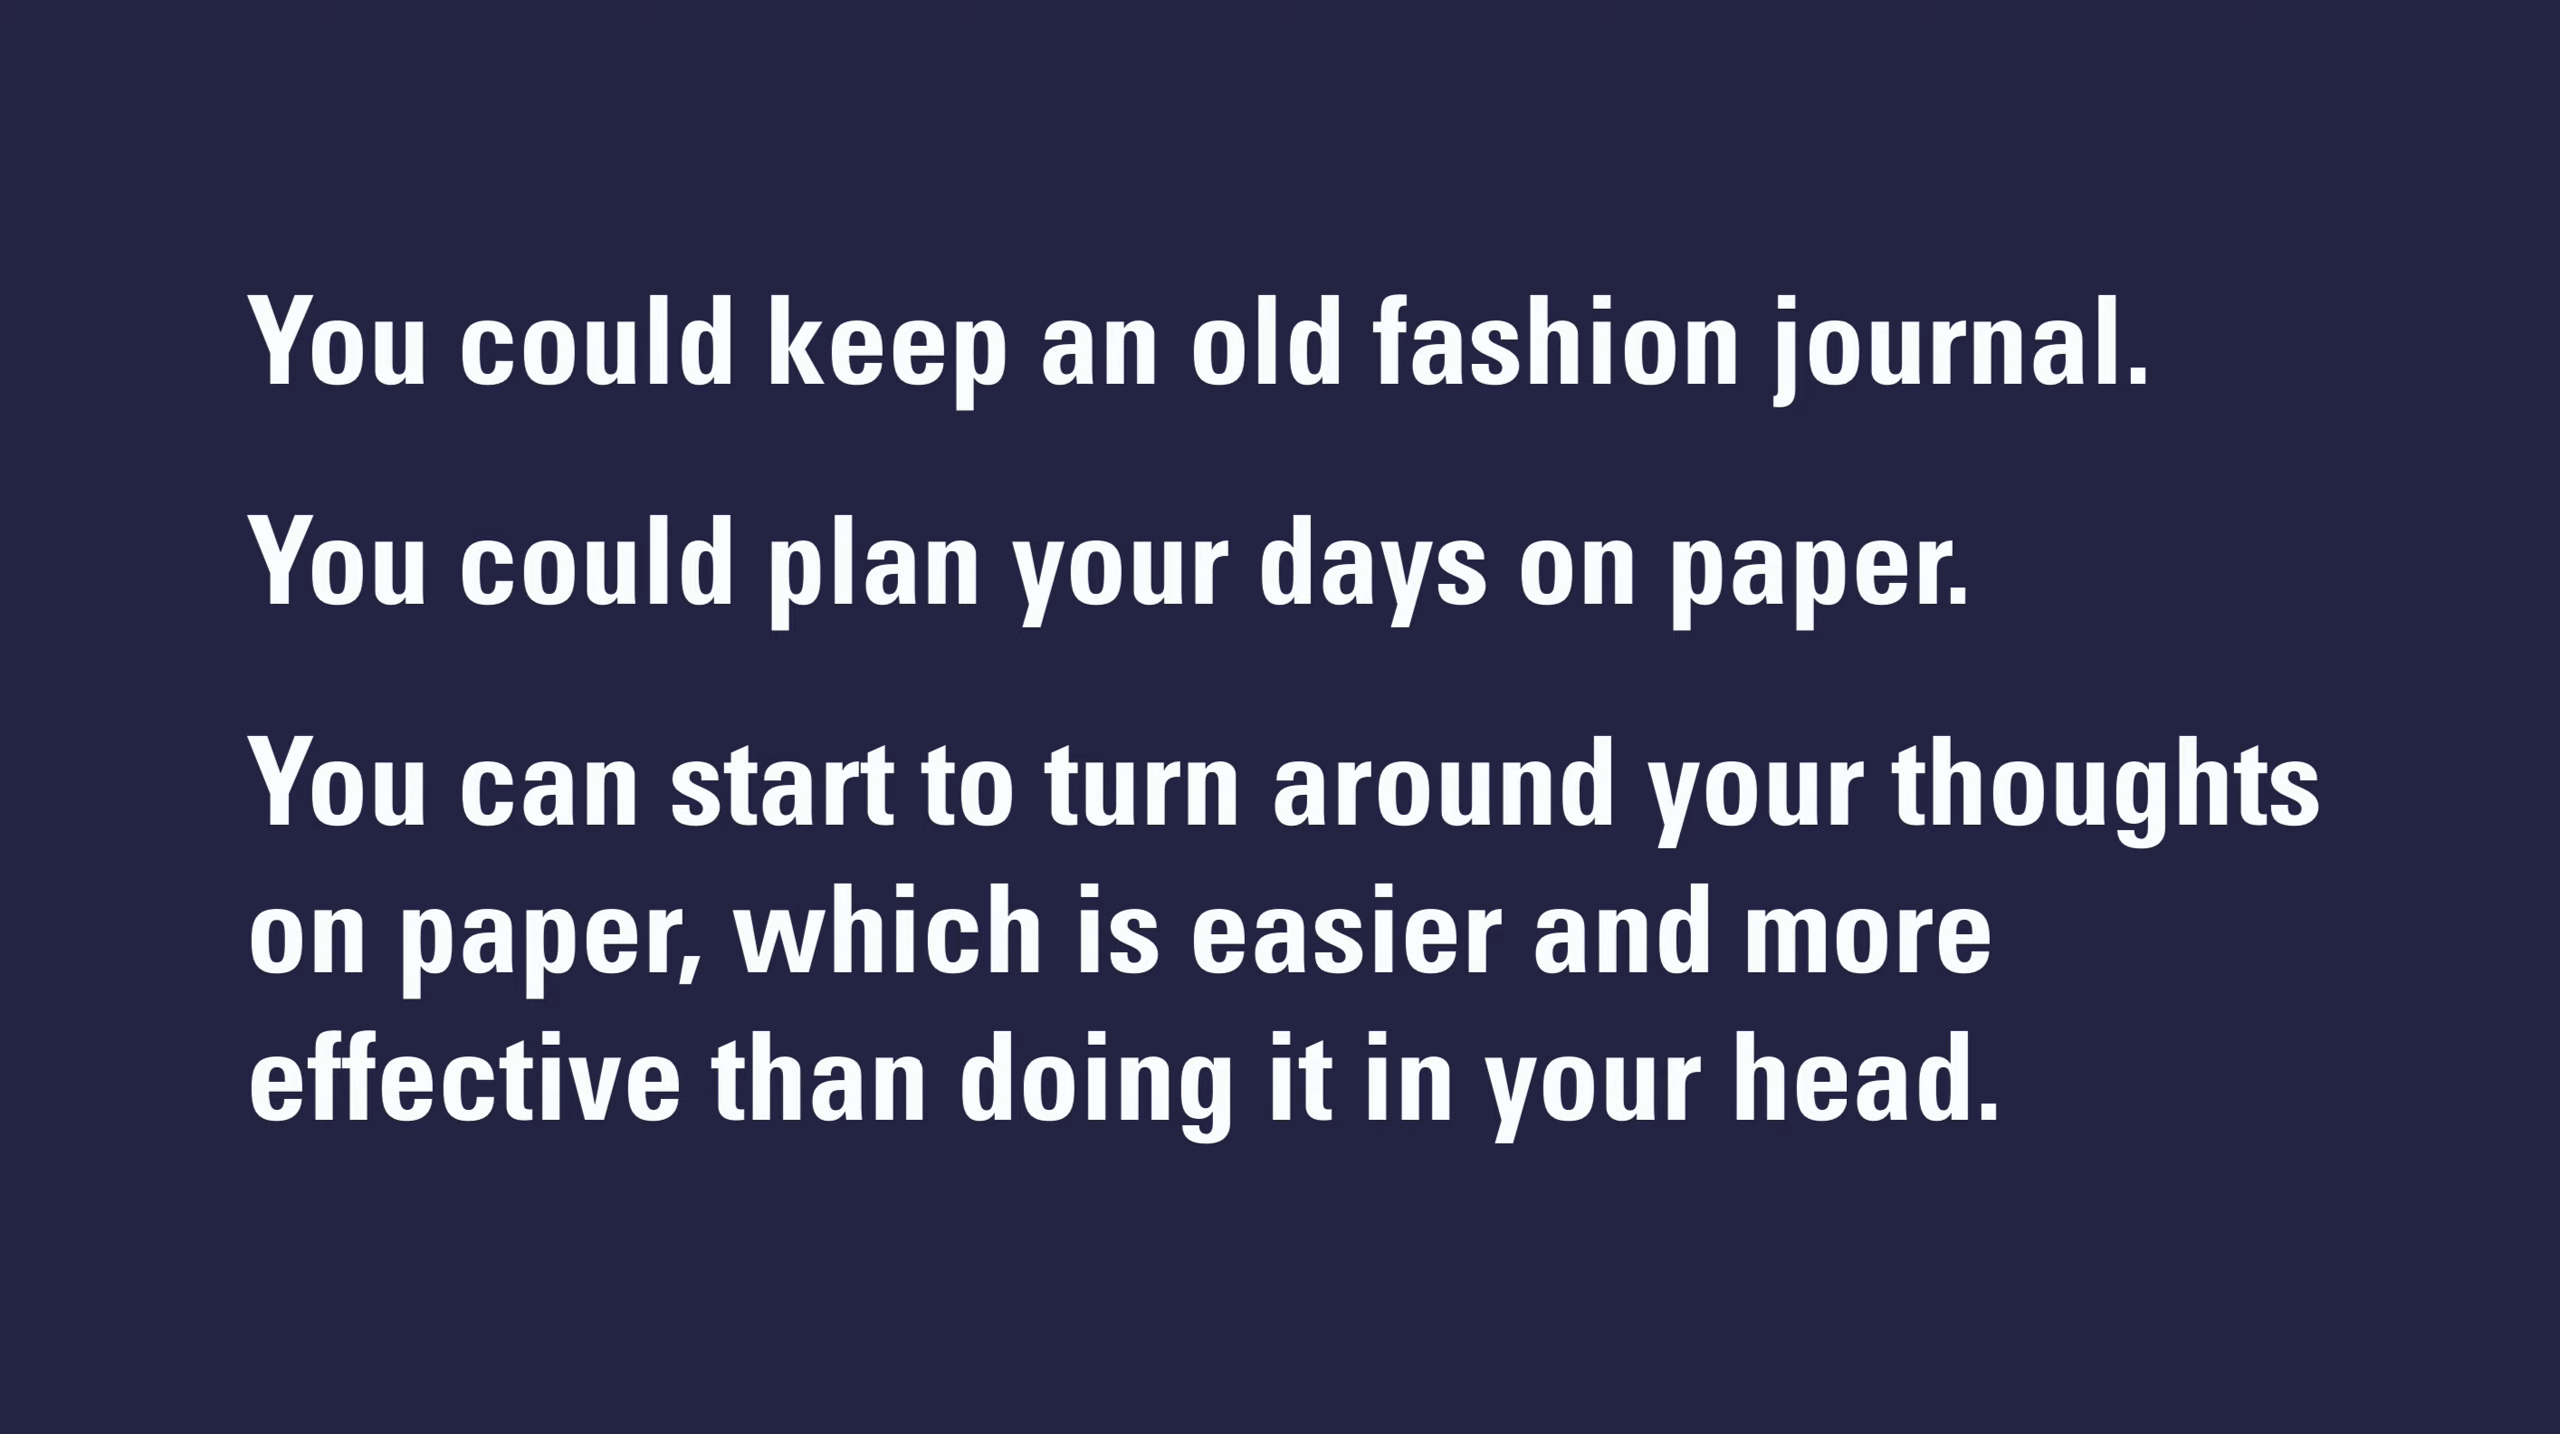 You could keep an old fashion journal.
You could plan your days on paper.
You can start to turn around your thoughts
on paper, which is easier and more
effective than doing it in your head.